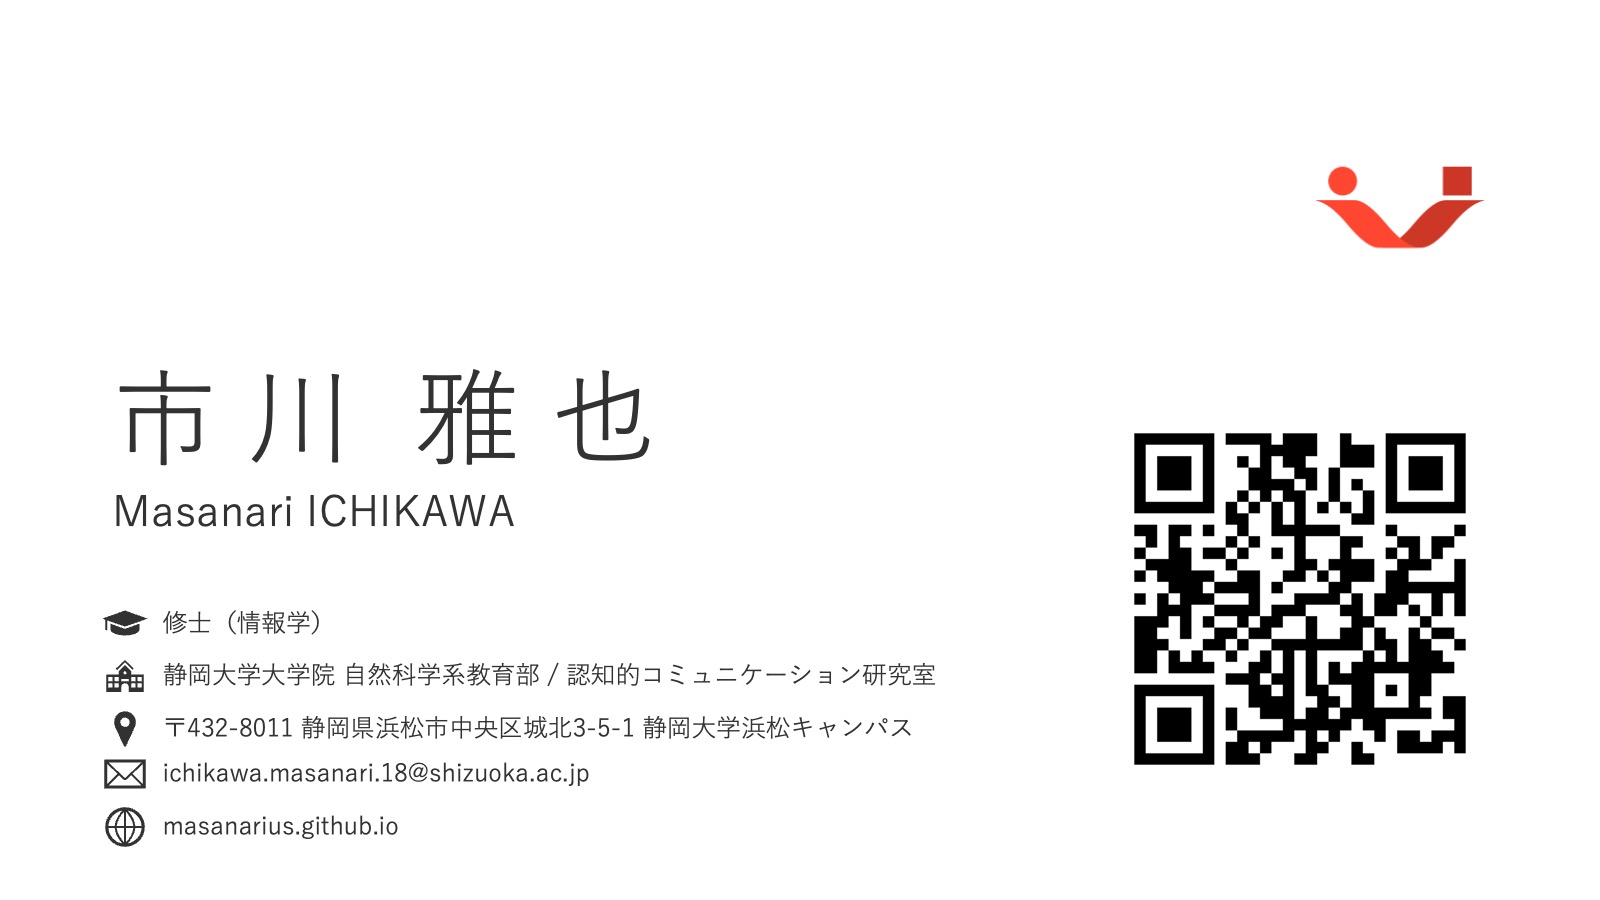 市川 雅也
Masanari ICHIKAWA
修士（情報学）
静岡大学大学院 自然科学系教育部 / 認知的コミュニケーション研究室
〒432-8011 静岡県浜松市中央区城北3-5-1 静岡大学浜松キャンパス
ichikawa.masanari.18@shizuoka.ac.jp
masanarius.github.io